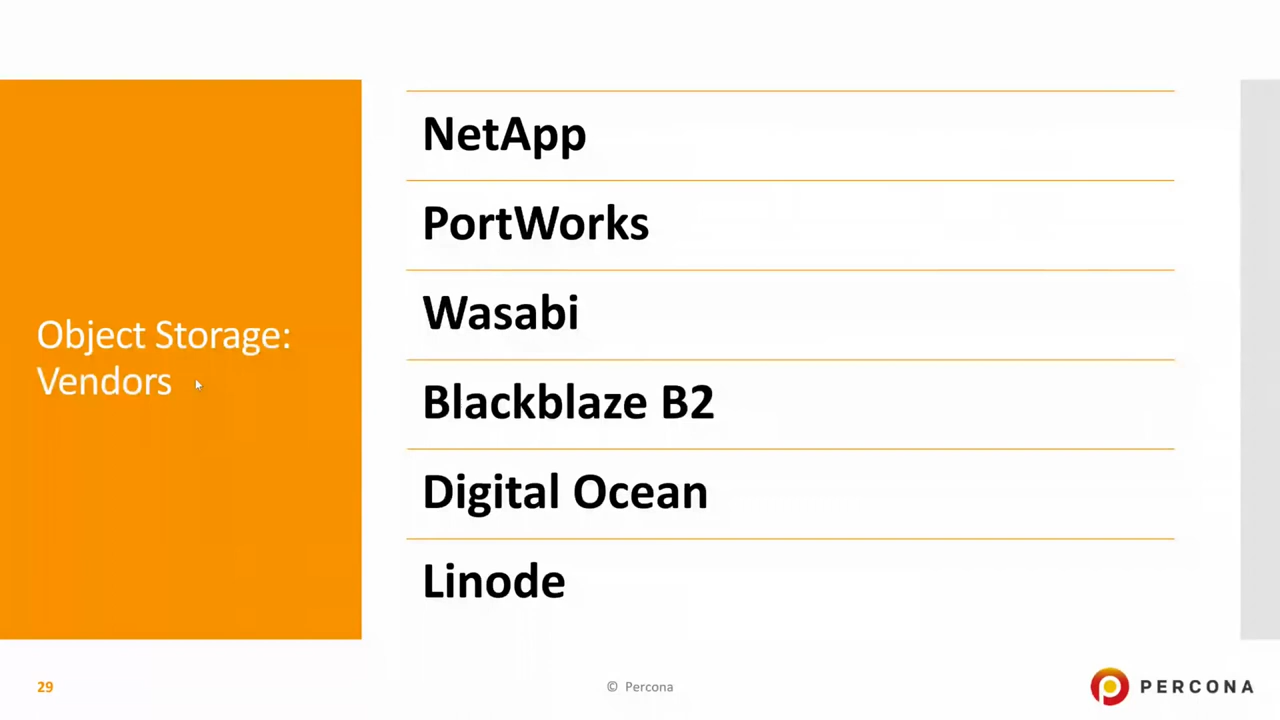 Object Storage:
Vendors
NetApp
PortWorks
Wasabi
Blackblaze B2
Digital Ocean
Linode
29
© Percona
PERCONA